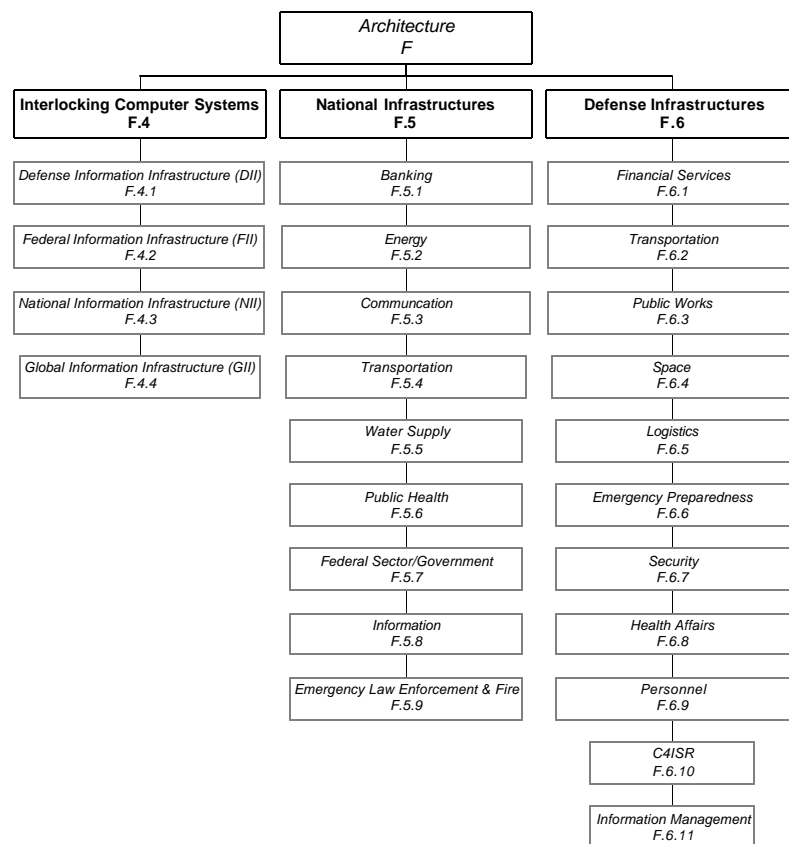 Architecture
F
Interlocking Computer Systems
F.4
Defense Information Infrastructure (DII)
F.4.1
Federal Information Infrastructure (FII)
F.4.2
National Information Infrastructure (NII)
F.4.3
Global Information Infrastructure (GII)
F.4.4
National Infrastructures
F.5
Banking
F.5.1
Energy
F.5.2
Communcation
F.5.3
Transportation
F.5.4
Water Supply
F.5.5
Public Health
F.5.6
Federal Sector/Government
F.5.7
Information
F.5.8
Emergency Law Enforcement & Fire
F.5.9
Defense Infrastructures
F.6
Financial Services
F.6.1
Transportation
F.6.2
Public Works
F.6.3
Space
F.6.4
Logistics
F.6.5
Emergency Preparedness
F.6.6
Security
F.6.7
Health Affairs
F.6.8
Personnel
F.6.9
C4ISR
F.6.10
Information Management
F.6.11